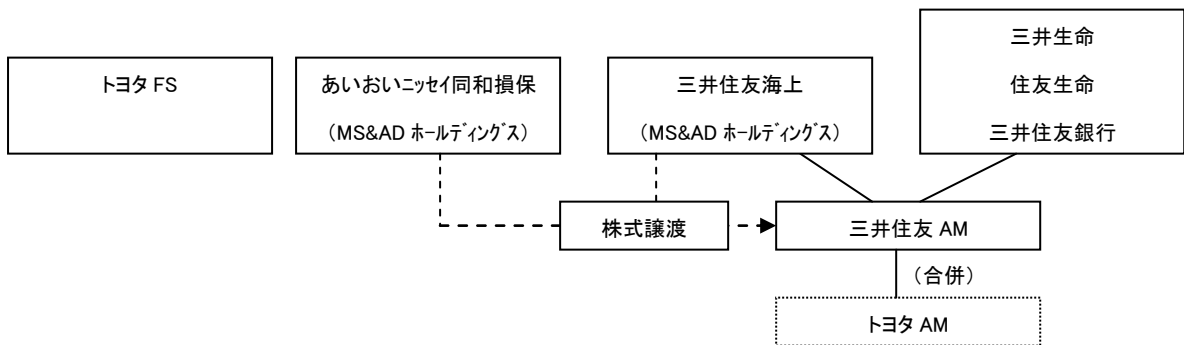 トヨタ FS
あいおいニッセイ同和損保
（MS&AD ホールディングス）
三井住友海上
（MS&AD ホールディングス）
三井生命
住友生命
三井住友銀行
株式譲渡
三井住友 AM
（合併）
トヨタ AM